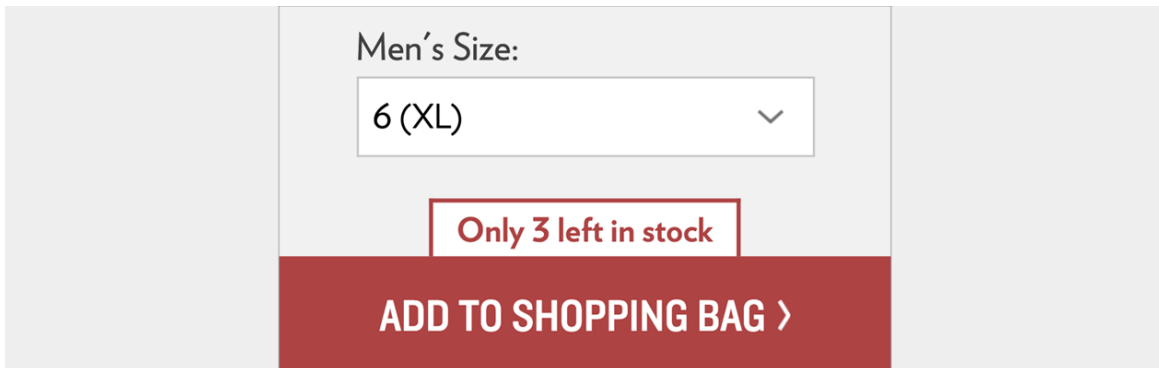 Men´s Size:
6 (XL)
Only 3 left in stock
ADD TO SHOPPING BAG ›